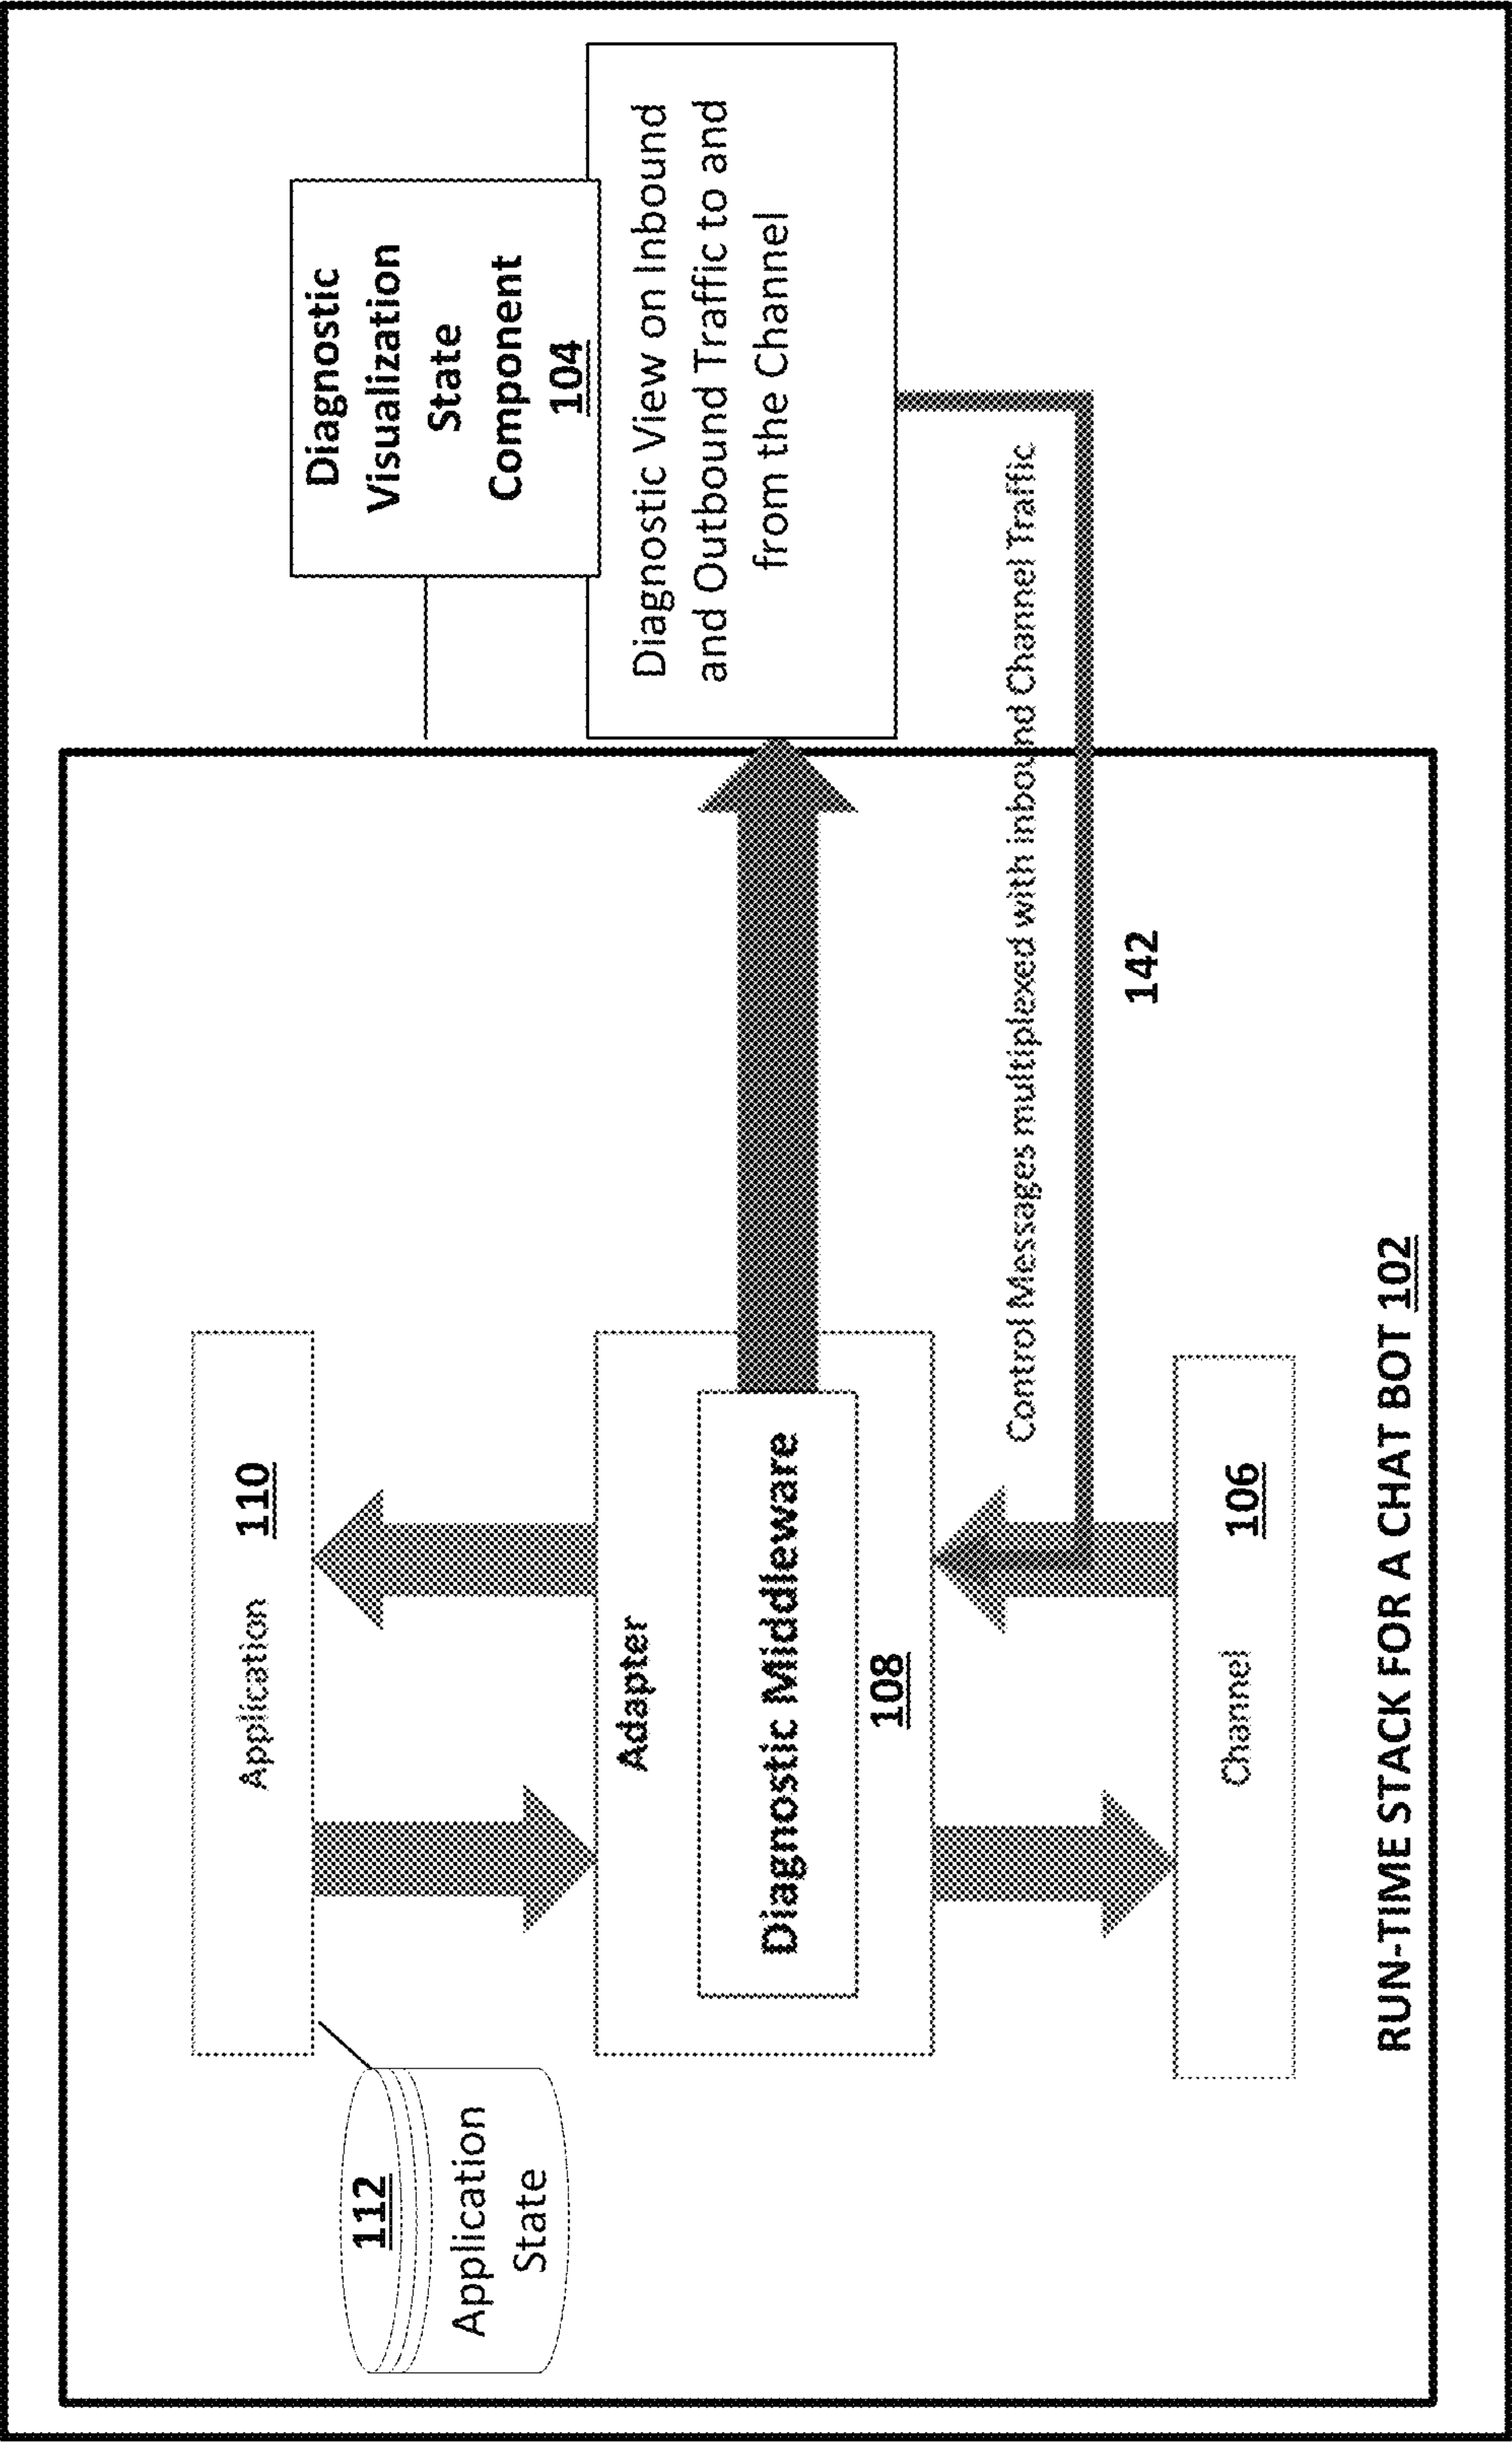 112
Application
State
Application
110
Adapter
Diagnostic Middleware
108
Channel
106
RUN-TIME STACK FOR A CHAT BOT 102
Control Messages multiplexed with inbound Channel Traffic
142
Diagnostic
Visualization
State
Component
104
Diagnostic View on Inbound
and Outbound Traffic to and
from the Channel